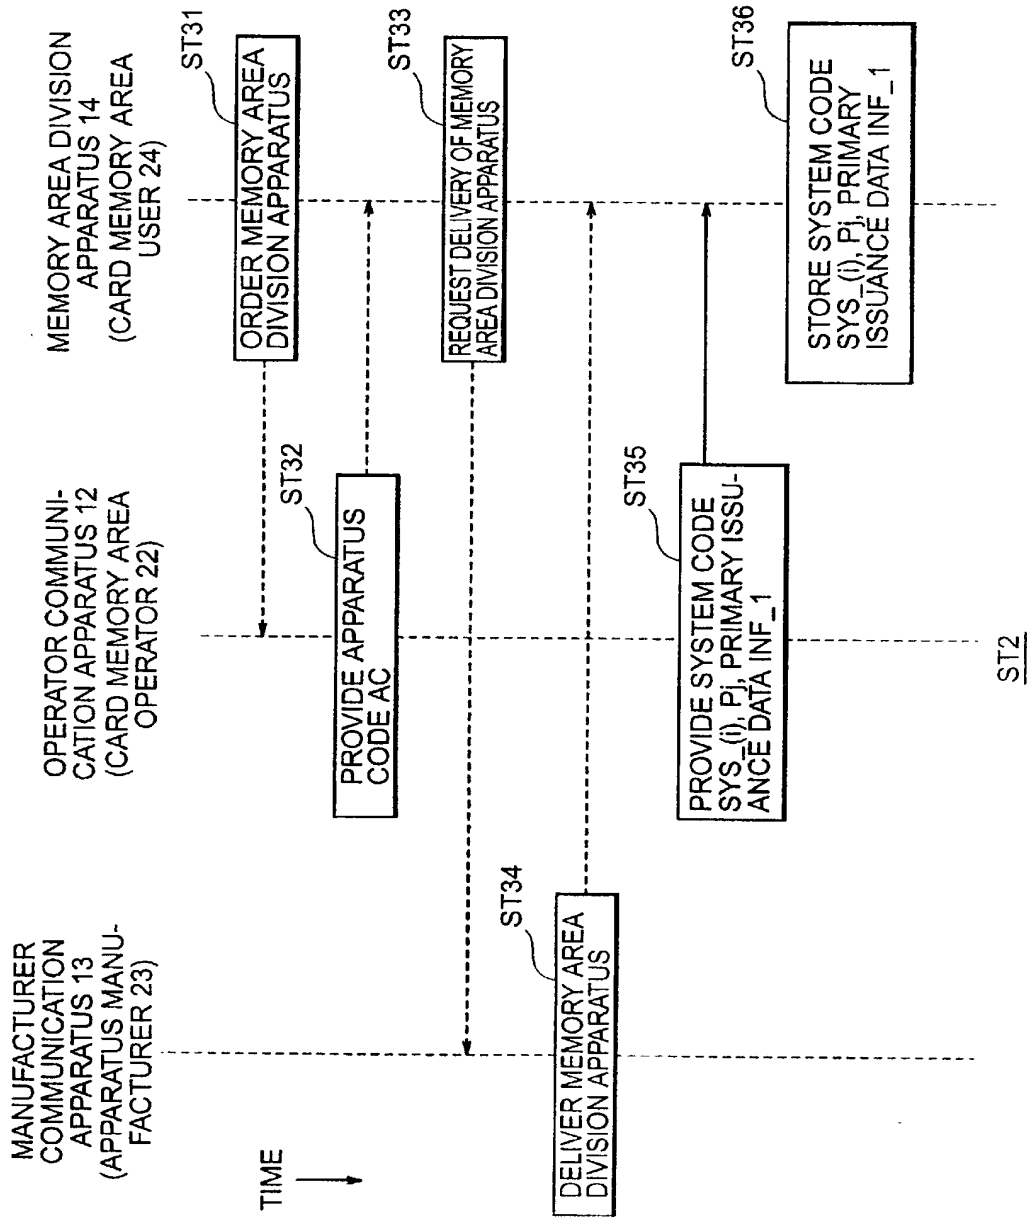 MANUFACTURER
COMMUNICATION
APPARATUS 13
(APPARATUS MANU-
FACTURER 23)
OPERATOR COMMUNI-
CATION APPARATUS 12
(CARD MEMORY AREA
OPERATOR 22)
MEMORY AREA DIVISION
APPARATUS 14
(CARD MEMORY AREA
USER 24)
TIME
ST31
ORDER MEMORY AREA
DIVISION APPARATUS
ST32
PROVIDE APPARATUS
CODE AC
ST33
REQUEST DELIVERY OF MEMORY
AREA DIVISION APPARATUS
ST34
DELIVER MEMORY AREA
DIVISION APPARATUS
ST35
PROVIDE SYSTEM CODE
SYS_(i), Pj, PRIMARY ISSU-
ANCE DATA INF_1
ST36
STORE SYSTEM CODE
SYS_(i), Pj, PRIMARY
ISSUANCE DATA INF_1
ST2